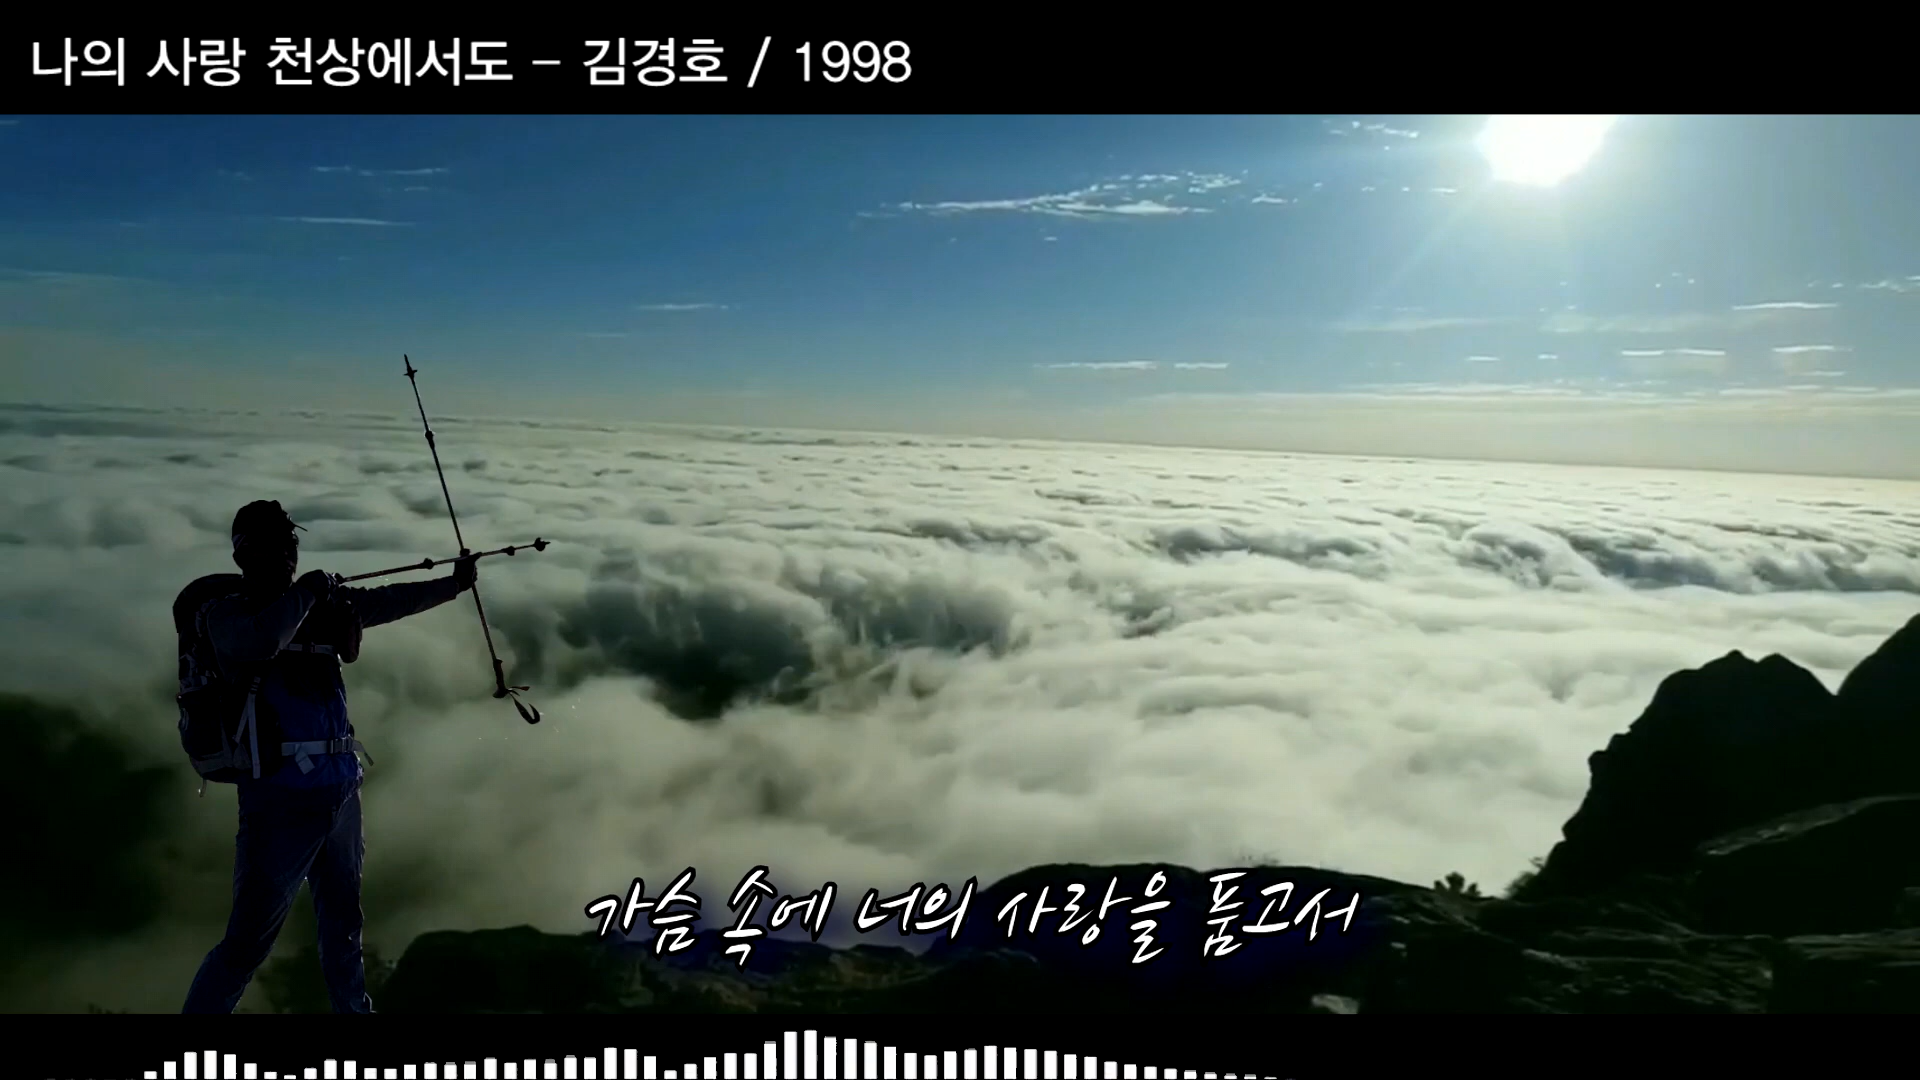 나의 사랑 천상에서도 - 김경호 / 1998
가슴 속에 너의 사랑을 품고서